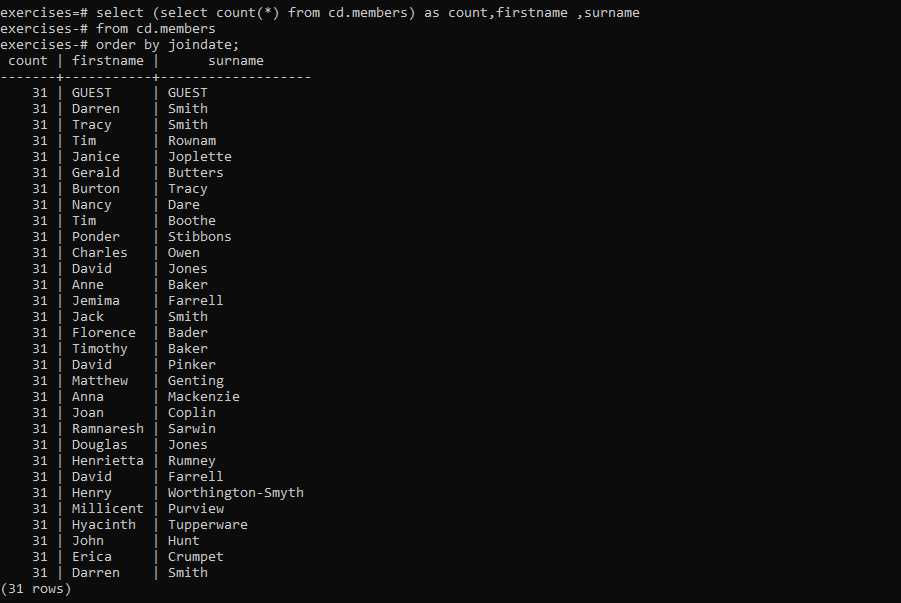 exercises=# select (select count(*) from cd.members) as count,firstname ,surname
exercises-# from cd.members
exercises-# order by joindate;
 count | firstname |      surname
-------+-----------+-------------------
    31 | GUEST     | GUEST
    31 | Darren    | Smith
    31 | Tracy     | Smith
    31 | Tim       | Rownam
    31 | Janice    | Joplette
    31 | Gerald    | Butters
    31 | Burton    | Tracy
    31 | Nancy     | Dare
    31 | Tim       | Boothe
    31 | Ponder    | Stibbons
    31 | Charles   | Owen
    31 | David     | Jones
    31 | Anne      | Baker
    31 | Jemima    | Farrell
    31 | Jack      | Smith
    31 | Florence  | Bader
    31 | Timothy   | Baker
    31 | David     | Pinker
    31 | Matthew   | Genting
    31 | Anna      | Mackenzie
    31 | Joan      | Coplin
    31 | Ramnaresh | Sarwin
    31 | Douglas   | Jones
    31 | Henrietta | Rumney
    31 | David     | Farrell
    31 | Henry     | Worthington-Smyth
    31 | Millicent | Purview
    31 | Hyacinth  | Tupperware
    31 | John      | Hunt
    31 | Erica     | Crumpet
    31 | Darren    | Smith
(31 rows)